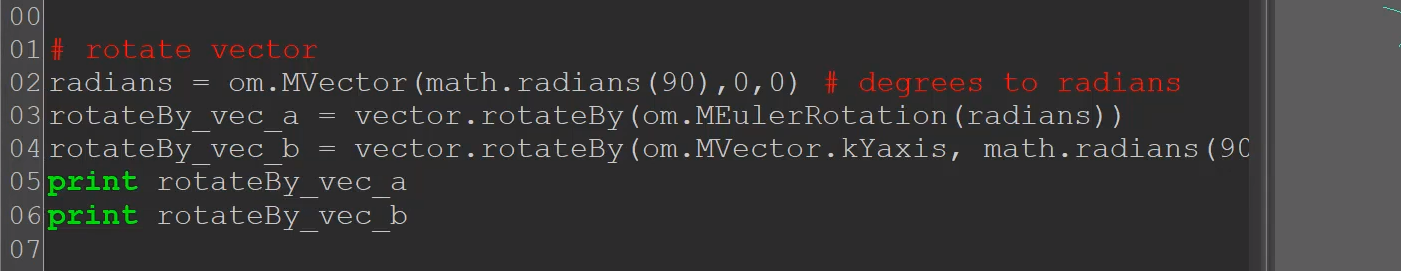 00
01 # rotate vector
02 radians = om.MVector(math.radians(90),0,0) # degrees to radians
03 rotateBy_vec_a = vector.rotateBy(om.MEulerRotation(radians))
04 rotateBy_vec_b = vector.rotateBy(om.MVector.kYaxis, math.radians(90
05 print rotateBy_vec_a
06 print rotateBy_vec_b
07